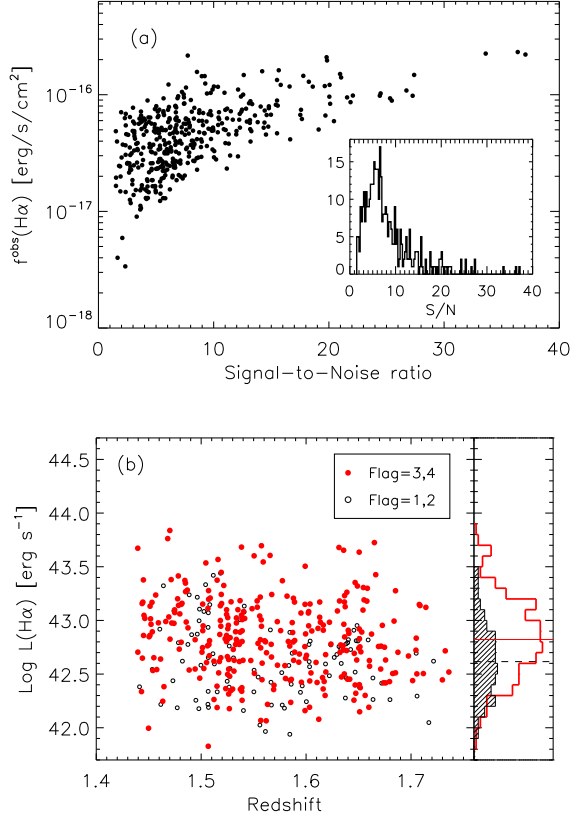 (a)
f^obs(Hα) [erg/s/cm²]
10⁻¹⁶
10⁻¹⁷
10⁻¹⁸
0 10 20 30 40
Signal-to-Noise ratio
15
10
5
0
0 10 20 30 40
S/N
(b)
Flag=3,4
Flag=1,2
Log L(Hα) [erg s⁻¹]
44.5
44.0
43.5
43.0
42.5
42.0
1.4 1.5 1.6 1.7
Redshift